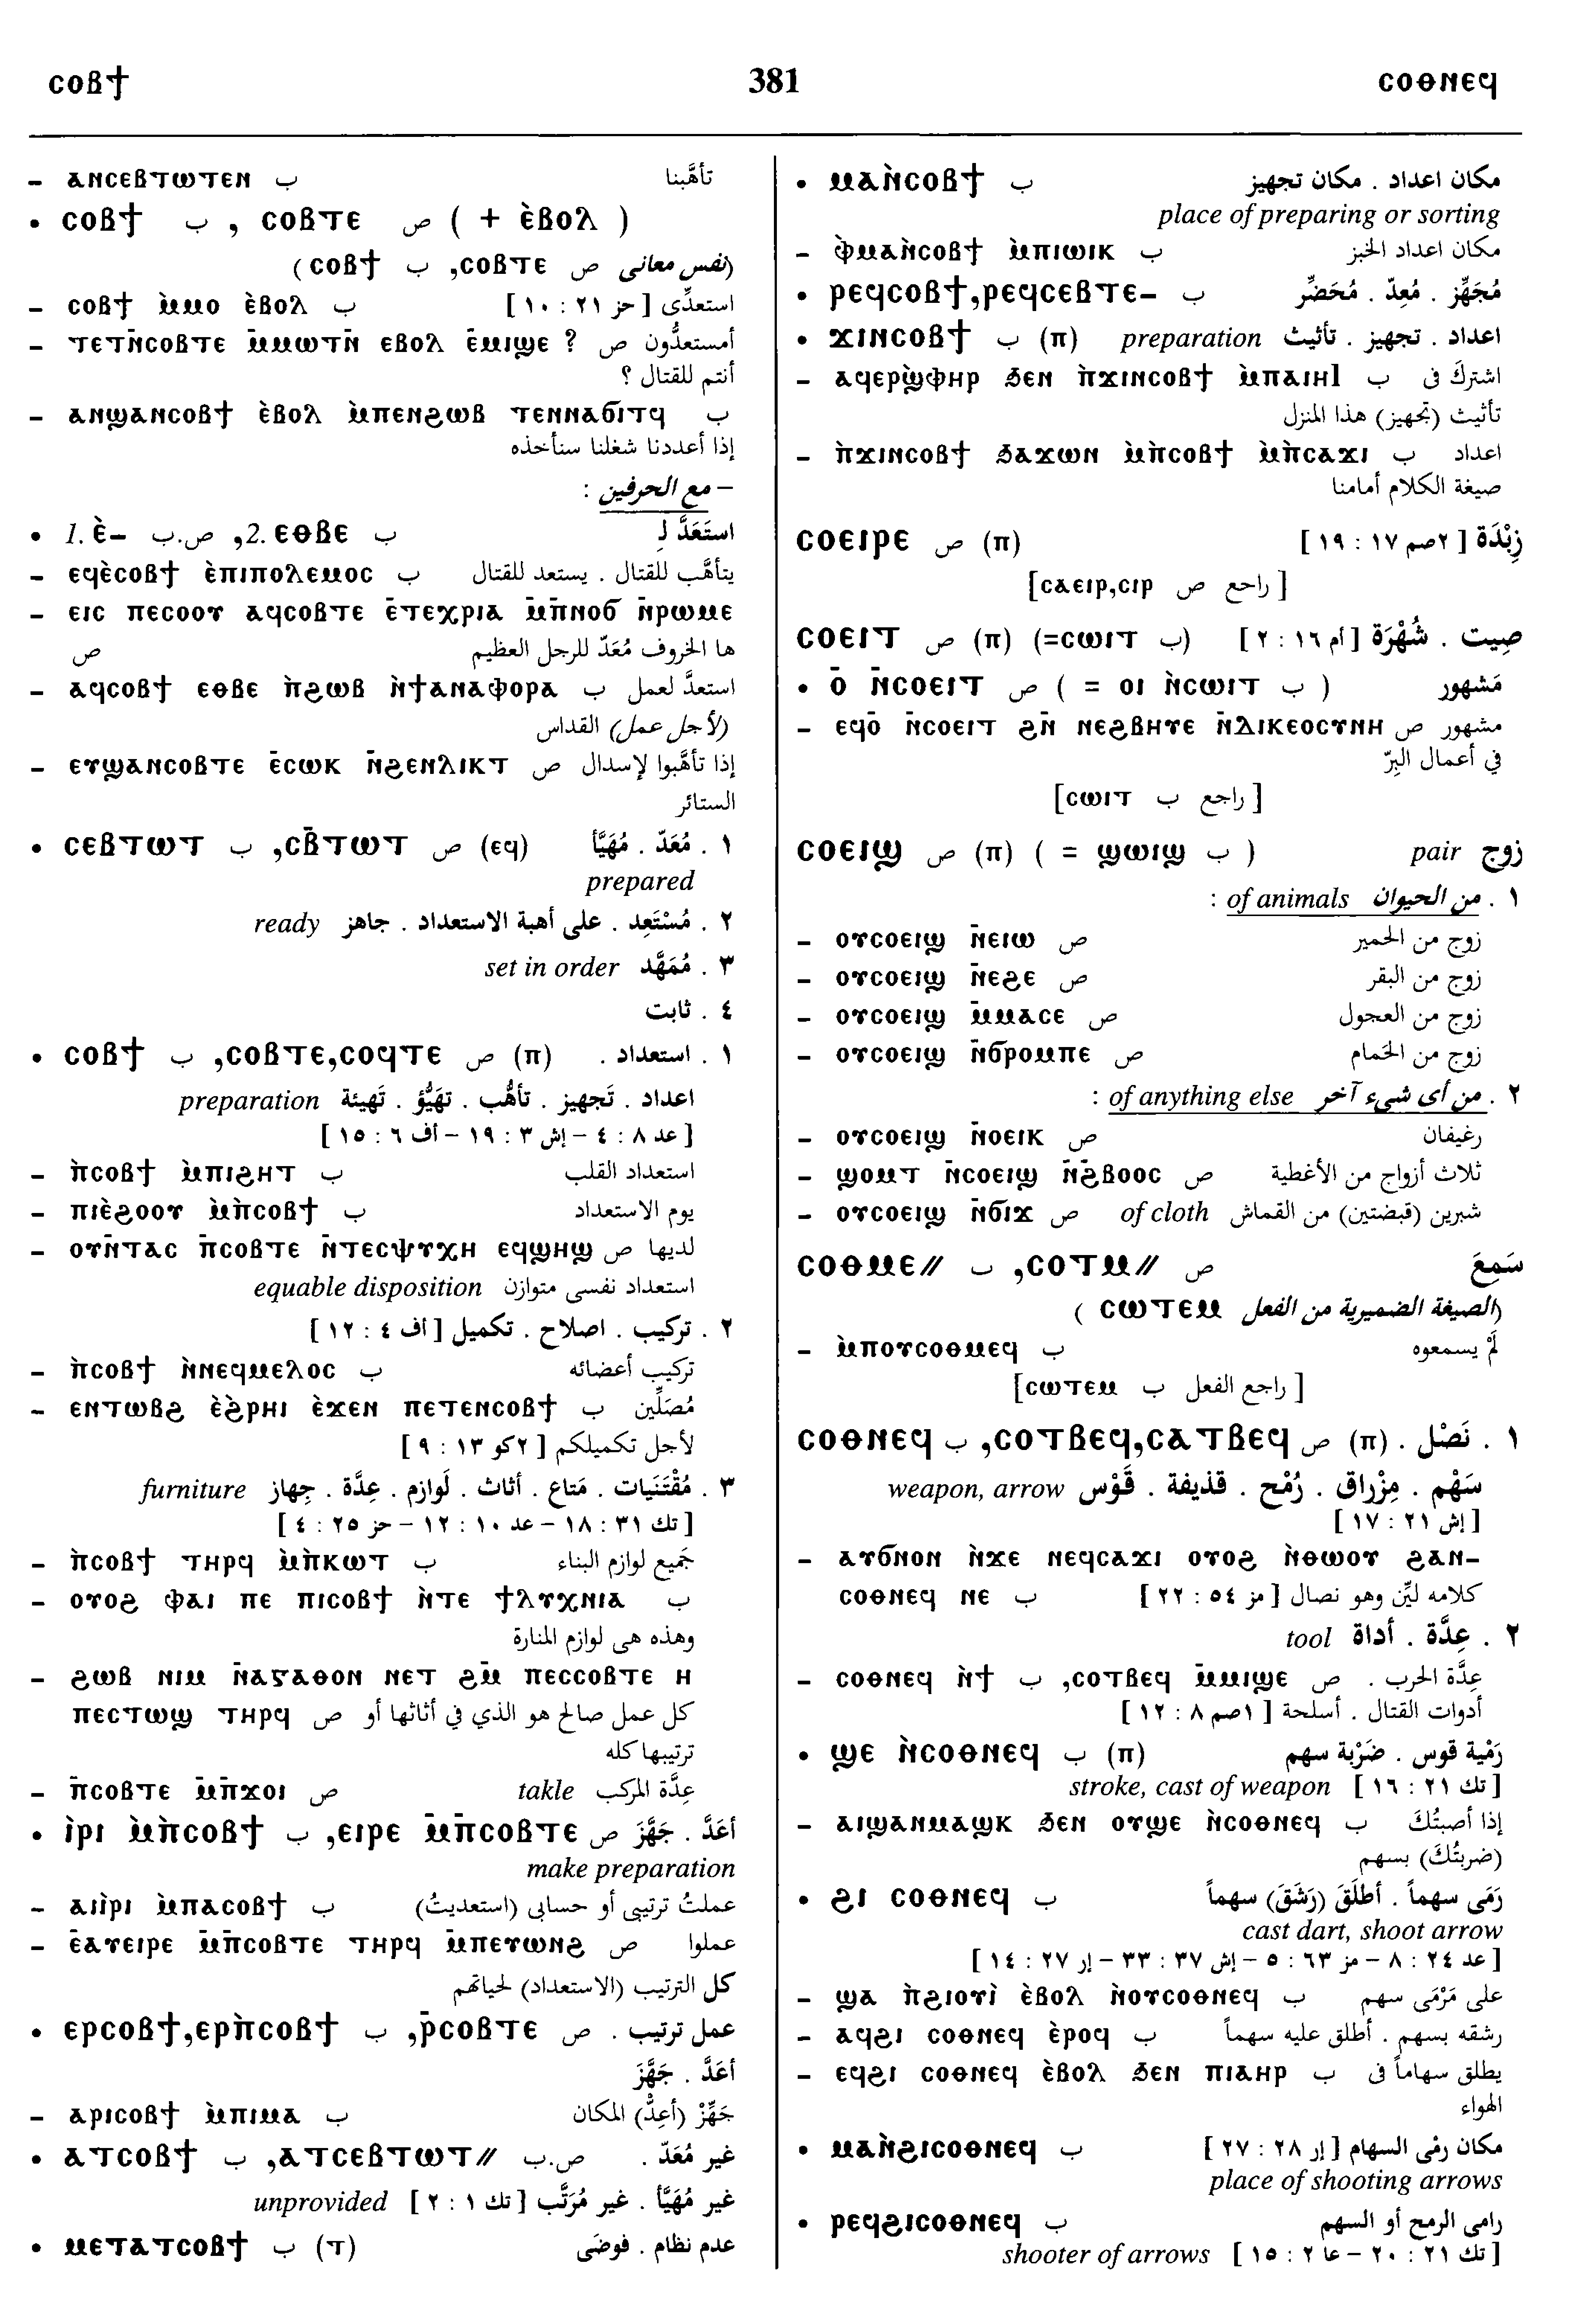 ⲥⲟⲃϯ 381 ⲥⲟⲑⲛⲉϥ
– ⲁⲛⲥⲉⲃⲧⲱⲧⲉⲛ ب تأهَّبنا
• ⲥⲟⲃϯ ب , ⲥⲟⲃⲧⲉ ص ( + ⲉ̀ⲃⲟⲗ )
(نفس معانى ص ⲥⲟⲃϯ ب ,ⲥⲟⲃⲧⲉ)
– ⲥⲟⲃϯ ⲙ̀ⲙⲟ ⲉ̀ⲃⲟⲗ ب استعدِّى [ حز ٢١ : ١٠ ]
– ⲧⲉⲧⲛ̄ⲥⲟⲃⲧⲉ ⲙ̄ⲙⲱⲧⲛ̄ ⲉⲃⲟⲗ ⲉ̄ⲙⲓϣⲉ ? ص أمستعدُّون
أنتم للقتال ؟
– ⲁⲛϣⲁⲛⲥⲟⲃϯ ⲉ̀ⲃⲟⲗ ⲙ̀ⲡⲉⲛϩⲱⲃ ⲧⲉⲛⲛⲁϭⲓⲧϥ ب
إذا أعددنا شغلنا سنأخذه
– مع الحرفين :
• 1. ⲉ̀– ص.ب ,2. ⲉⲑⲃⲉ ب استَعَدَّ لِـ
– ⲉϥⲉ̀ⲥⲟⲃϯ ⲉ̀ⲡⲓⲡⲟⲗⲉⲙⲟⲥ ب يتأهَّب للقتال . يستعد للقتال
– ⲉⲓⲥ ⲡⲉⲥⲟⲟⲩ ⲁϥⲥⲟⲃⲧⲉ ⲉ̄ⲧⲉⲭⲣⲓⲁ ⲙ̄ⲡ̄ⲛⲟϭ ⲛ̄ⲣⲱⲙⲉ
ها الخروف مُعَدّ للرجل العظيم ص
– ⲁϥⲥⲟⲃϯ ⲉⲑⲃⲉ ⲡ̀ϩⲱⲃ ⲛ̀ϯⲁⲛⲁⲫⲟⲣⲁ ب استعدَّ لعمل
(لأجل عمل) القداس
– ⲉⲩϣⲁⲛⲥⲟⲃⲧⲉ ⲉ̄ⲥⲱⲕ ⲛ̄ϩⲉⲛⲗⲓⲕⲧ ص إذا تأهَّبوا لإسدال
الستائر
• ⲥⲉⲃⲧⲱⲧ ب ,ⲥⲃ̄ⲧⲱⲧ ص (ⲉϥ) ١ . مُعَدّ . مُهَيَّأ
prepared
٢ . مُسْتَعِد . على أهبة الاستعداد . جاهز ready
٣ . مُمَهَّد set in order
٤ . ثابت
• ⲥⲟⲃϯ ب ,ⲥⲟⲃⲧⲉ,ⲥⲟϥⲧⲉ ص (ⲡ) ١ . استعداد .
اعداد . تَجهيز . تأهُّب . تهَيُّؤ . تَهيئة preparation
[ عد ٨ : ٤ – إش ٣ : ١٩ – أف ٦ : ١٥ ]
– ⲡ̀ⲥⲟⲃϯ ⲙ̀ⲡⲓϩⲏⲧ ب استعداد القلب
– ⲡⲓⲉ̀ϩⲟⲟⲩ ⲙ̀ⲡ̀ⲥⲟⲃϯ ب يوم الاستعداد
– ⲟⲩⲛ̄ⲧⲁⲥ ⲡ̄ⲥⲟⲃⲧⲉ ⲛ̄ⲧⲉⲥⲯⲩⲭⲏ ⲉϥϣⲏϣ ص لديها
استعداد نفسى متوازن equable disposition
٢ . تركيب . اصلاح . تكميل [ اف ٤ : ١٢ ]
– ⲡ̀ⲥⲟⲃϯ ⲛ̀ⲛⲉϥⲙⲉⲗⲟⲥ ب تركيب أعضائه
– ⲉⲛⲧⲱⲃϩ ⲉ̀ϩ̀ⲣⲏⲓ ⲉ̀ϫⲉⲛ ⲡⲉⲧⲉⲛⲥⲟⲃϯ ب مُصَلِّين
لأجل تكميلكم [ ٢كو ١٣ : ٩ ]
٣ . مُقْتَنَيات . مَتاع . أثاث . لَوازم . عِدَّة . جِهاز furniture
[ تك ٣١ : ١٨ – عد ١٠ : ١٢ – حز ٢٥ : ٤ ]
– ⲡ̀ⲥⲟⲃϯ ⲧⲏⲣϥ ⲙ̀ⲡ̀ⲕⲱⲧ ب جَميع لوازم البناء
– ⲟⲩⲟϩ ⲫⲁⲓ ⲡⲉ ⲡⲓⲥⲟⲃϯ ⲛ̀ⲧⲉ ϯⲗⲩⲭⲛⲓⲁ ب
وهذه هى لوازم المنارة
– ϩⲱⲃ ⲛⲓⲙ ⲛ̄ⲁⲅⲁⲑⲟⲛ ⲛⲉⲧ ϩⲙ̄ ⲡⲉⲥⲥⲟⲃⲧⲉ ⲏ
ⲡⲉⲥⲧⲱϣ ⲧⲏⲣϥ ص كل عمل صالح هو الذي في أثاثها أو
ترتيبها كله
– ⲡ̄ⲥⲟⲃⲧⲉ ⲙ̄ⲡ̄ϫⲟⲓ ص عِدَّة المركب takle
• ⲓ̀ⲣⲓ ⲙ̀ⲡ̀ⲥⲟⲃϯ ب ,ⲉⲓⲣⲉ ⲙ̄ⲡ̄ⲥⲟⲃⲧⲉ ص أعَدَّ . جَهَّزَ
make preparation
– ⲁⲓⲓ̀ⲣⲓ ⲙ̀ⲡⲁⲥⲟⲃϯ ب عملتُ ترتيبى أو حسابى (استعديتُ)
– ⲉ̄ⲁⲩⲉⲓⲣⲉ ⲙ̄ⲡ̄ⲥⲟⲃⲧⲉ ⲧⲏⲣϥ ⲙ̄ⲡⲉⲩⲱⲛϩ ص عملوا
كل الترتيب (الاستعداد) لحياتهم
• ⲉⲣⲥⲟⲃϯ,ⲉⲣⲡ̀ⲥⲟⲃϯ ب ,ⲣ̄ⲥⲟⲃⲧⲉ ص عمل ترتيب .
أعَدَّ . جَهَّزَ
– ⲁⲣⲓⲥⲟⲃϯ ⲙ̀ⲡⲓⲙⲁ ب جَهِّزْ (أعِدَّ) المكان
• ⲁⲧⲥⲟⲃϯ ب ,ⲁⲧⲥⲉⲃⲧⲱⲧ// ص.ب غير مُعَدّ .
غير مُهَيَّأ . غير مُرَتَّب [ تك ١ : ٢ ] unprovided
• ⲙⲉⲧⲁⲧⲥⲟⲃϯ ب (ⲧ) عدم نظام . فوضَى
• ⲙⲁⲛ̀ⲥⲟⲃϯ ب مكان اعداد . مكان تجهيز
place of preparing or sorting
– ⲫ̀ⲙⲁⲛ̀ⲥⲟⲃϯ ⲙ̀ⲡⲓⲱⲓⲕ ب مكان اعداد الخبز
• ⲣⲉϥⲥⲟⲃϯ,ⲣⲉϥⲥⲉⲃⲧⲉ– ب مُجَهِّز . مُعِدّ . مُحَضِّر
• ϫⲓⲛⲥⲟⲃϯ ب (ⲡ) اعداد . تجهيز . تأثيث preparation
– ⲁϥⲉⲣϣ̀ⲫⲏⲣ ϧⲉⲛ ⲡ̀ϫⲓⲛⲥⲟⲃϯ ⲙ̀ⲡⲁⲓⲏⲓ ب اشتركَ فى
تأثيث (تجهيز) هذا المنزل
– ⲡ̀ϫⲓⲛⲥⲟⲃϯ ϧⲁϫⲱⲛ ⲙ̀ⲡ̀ⲥⲟⲃϯ ⲙ̀ⲡ̀ⲥⲁϫⲓ ب اعداد
صيغة الكلام أمامنا
ⲥⲟⲉⲓⲣⲉ ص (ⲡ) زِبْدَة [ ٢صم ١٧ : ١٩ ]
[ راجع ص ⲥⲁⲉⲓⲣ,ⲥⲓⲣ]
ⲥⲟⲉⲓⲧ ص (ⲡ) (=ⲥⲱⲓⲧ ب) صِيت . شُهْرَة [ أم ١٦ : ٢ ]
• ⲟ̄ ⲛ̄ⲥⲟⲉⲓⲧ ص ( = ⲟⲓ ⲛ̀ⲥⲱⲓⲧ ب ) مَشهور
– ⲉϥⲟ̄ ⲛ̄ⲥⲟⲉⲓⲧ ϩⲛ̄ ⲛⲉϩⲃⲏⲩⲉ ⲛ̄ⲇⲓⲕⲉⲟⲥⲩⲛⲏ ص مشهور
في أعمال البِرّ
[ راجع ب ⲥⲱⲓⲧ]
ⲥⲟⲉⲓϣ ص (ⲡ) ( = ϣⲱⲓϣ ب ) زوج pair
١ . من الحيوان of animals :
– ⲟⲩⲥⲟⲉⲓϣ ⲛ̄ⲉⲓⲱ ص زوج من الحمير
– ⲟⲩⲥⲟⲉⲓϣ ⲛ̄ⲉϩⲉ ص زوج من البقر
– ⲟⲩⲥⲟⲉⲓϣ ⲙ̄ⲙⲁⲥⲉ ص زوج من العجول
– ⲟⲩⲥⲟⲉⲓϣ ⲛ̄ϭⲣⲟⲙⲡⲉ ص زوج من الحَمام
٢ . من أى شىء آخر of anything else :
– ⲟⲩⲥⲟⲉⲓϣ ⲛ̄ⲟⲉⲓⲕ ص رغيفان
– ϣⲟⲙⲧ ⲛ̄ⲥⲟⲉⲓϣ ⲛ̄ϩ̄ⲃⲟⲟⲥ ص ثلاث أزواج من الأغطية
– ⲟⲩⲥⲟⲉⲓϣ ⲛ̄ϭⲓϫ ص شبرين (قبضتين) من القماش of cloth
ⲥⲟⲑⲙⲉ// ب ,ⲥⲟⲧⲙ// ص سَمِعَ
(الصيغة الضميرية من الفعل ⲥⲱⲧⲉⲙ )
– ⲙ̀ⲡⲟⲩⲥⲟⲑⲙⲉϥ ب لَمْ يسمعوه
[ راجع الفعل ب ⲥⲱⲧⲉⲙ]
ⲥⲟⲑⲛⲉϥ ب ,ⲥⲟⲧⲃⲉϥ,ⲥⲁⲧⲃⲉϥ ص (ⲡ) ١ . نَصْل .
سَهْم . مِزْراق . رُمْح . قذيفة . قَوْس weapon, arrow
[ إش ٢١ : ١٧ ]
– ⲁⲩϭⲛⲟⲛ ⲛ̀ϫⲉ ⲛⲉϥⲥⲁϫⲓ ⲟⲩⲟϩ ⲛ̀ⲑⲱⲟⲩ ϩⲁⲛ–
ⲥⲟⲑⲛⲉϥ ⲛⲉ ب كلامه ليِّن وهو نصال [ مز ٥٤ : ٢٢ ]
٢ . عِدَّة . أداة tool
– ⲥⲟⲑⲛⲉϥ ⲛ̀ϯ ب ,ⲥⲟⲧⲃⲉϥ ⲙ̄ⲙⲓϣⲉ ص عِدَّة الحرب .
أدوات القتال . أسلحة [ ١صم ٨ : ١٢ ]
• ϣⲉ ⲛ̀ⲥⲟⲑⲛⲉϥ ب (ⲡ) رَمْية قوس . ضَرْبة سهم
stroke, cast of weapon [ تك ٢١ : ١٦ ]
– ⲁⲓϣⲁⲛⲙⲁϣⲕ ϧⲉⲛ ⲟⲩϣⲉ ⲛ̀ⲥⲟⲑⲛⲉϥ ب إذا أصبتُكَ
(ضربتُكَ) بسهم
• ϩⲓ ⲥⲟⲑⲛⲉϥ ب رَمَى سهماً . أطلَقَ (رَشَقَ) سهماً
cast dart, shoot arrow
[ عد ٢٤ : ٨ – مز ٦٣ : ٥ – إش ٣٧ : ٣٣ – إر ٢٧ : ١٤ ]
– ϣⲁ ⲡ̀ϩⲓⲟⲩⲓ̀ ⲉ̀ⲃⲟⲗ ⲛ̀ⲟⲩⲥⲟⲑⲛⲉϥ ب على مَرْمَى سهم
– ⲁϥϩⲓ ⲥⲟⲑⲛⲉϥ ⲉ̀ⲣⲟϥ ب رشقه بسهم . أطلق عليه سهماً
– ⲉϥϩⲓ ⲥⲟⲑⲛⲉϥ ⲉ̀ⲃⲟⲗ ϧⲉⲛ ⲡⲓⲁⲏⲣ ب يطلق سهاماً فى
الهواء
• ⲙⲁⲛ̀ϩⲓⲥⲟⲑⲛⲉϥ ب مكان رمْى السهام [ إر ٢٨ : ٢٧ ]
place of shooting arrows
• ⲣⲉϥϩⲓⲥⲟⲑⲛⲉϥ ب رامى الرمح أو السهم
shooter of arrows [ تك ٢١ : ٢٠ – عا ٢ : ١٥ ]